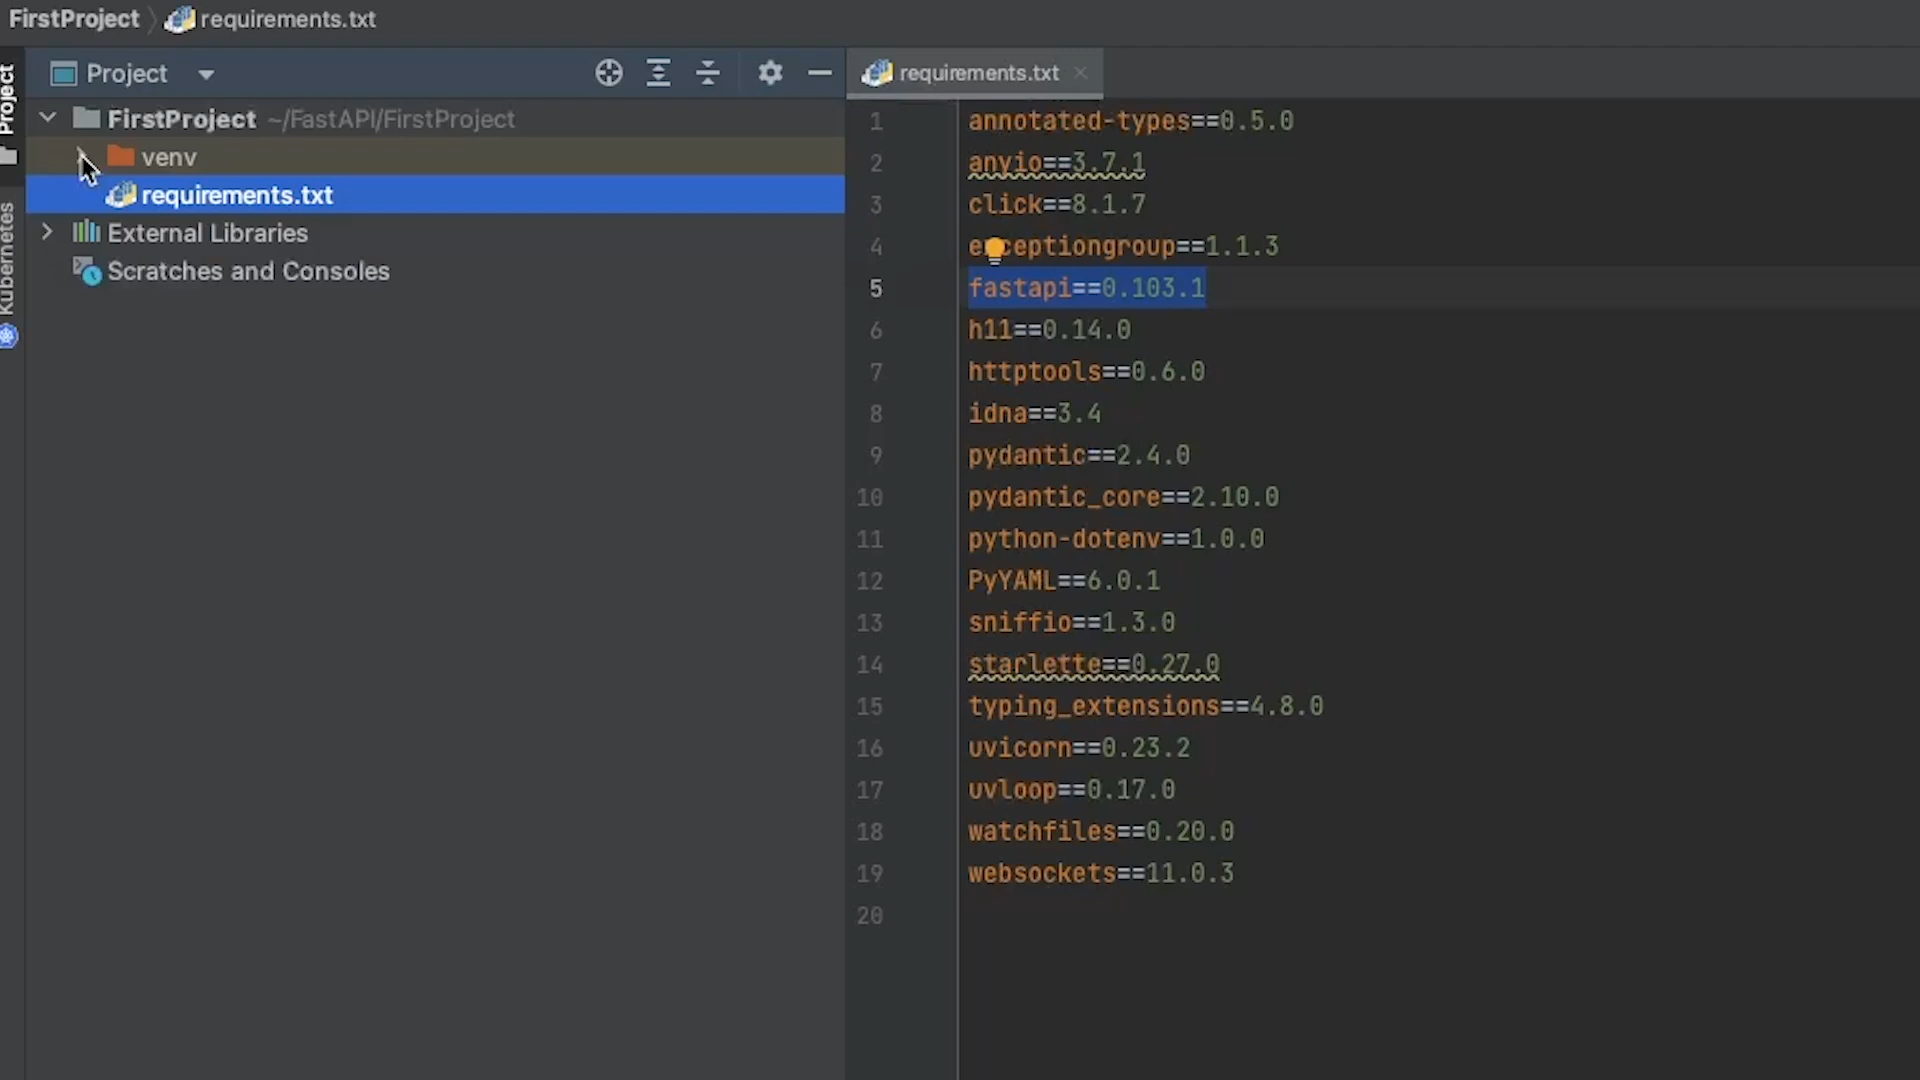 FirstProject
requirements.txt
Project
Kubernetes
Project
FirstProject ~/FastAPI/FirstProject
venv
requirements.txt
External Libraries
Scratches and Consoles
requirements.txt
1 annotated-types==0.5.0
2 anyio==3.7.1
3 click==8.1.7
4 exceptiongroup==1.1.3
5 fastapi==0.103.1
6 h11==0.14.0
7 httptools==0.6.0
8 idna==3.4
9 pydantic==2.4.0
10 pydantic_core==2.10.0
11 python-dotenv==1.0.0
12 PyYAML==6.0.1
13 sniffio==1.3.0
14 starlette==0.27.0
15 typing_extensions==4.8.0
16 uvicorn==0.23.2
17 uvloop==0.17.0
18 watchfiles==0.20.0
19 websockets==11.0.3
20